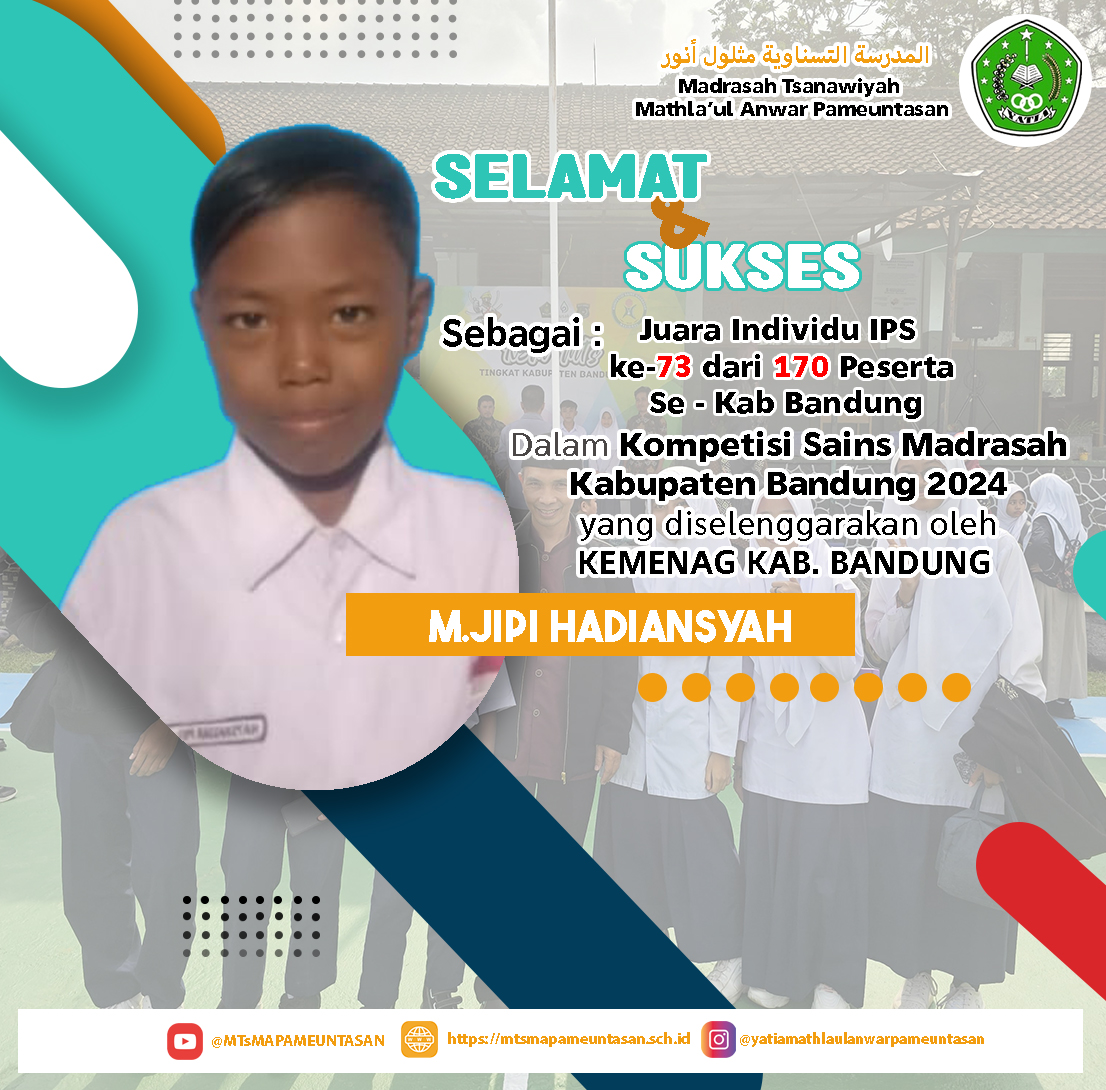 المدرسة التسناوية مثلول أنور
Madrasah Tsanawiyah
Mathla'ul Anwar Pameuntasan
SELAMAT
&
SUKSES
Sebagai : Juara Individu IPS
ke-73 dari 170 Peserta
Se - Kab Bandung
Dalam Kompetisi Sains Madrasah
Kabupaten Bandung 2024
yang diselenggarakan oleh
KEMENAG KAB. BANDUNG
M.JIPI HADIANSYAH
TINGKAT KABUPATEN
@MTsMAPAMEUNTASAN
https://mtsmapameuntasan.sch.id
@yatiamathlaulanwarpameuntasan